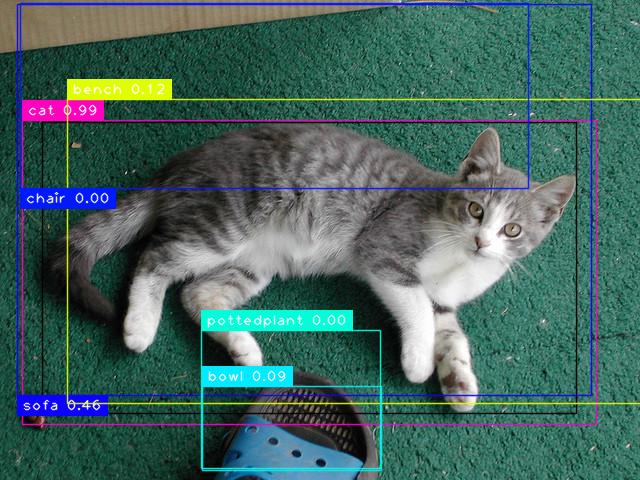 bench 0.12
cat 0.99
chair 0.00
pottedplant 0.00
bowl 0.09
sofa 0.46